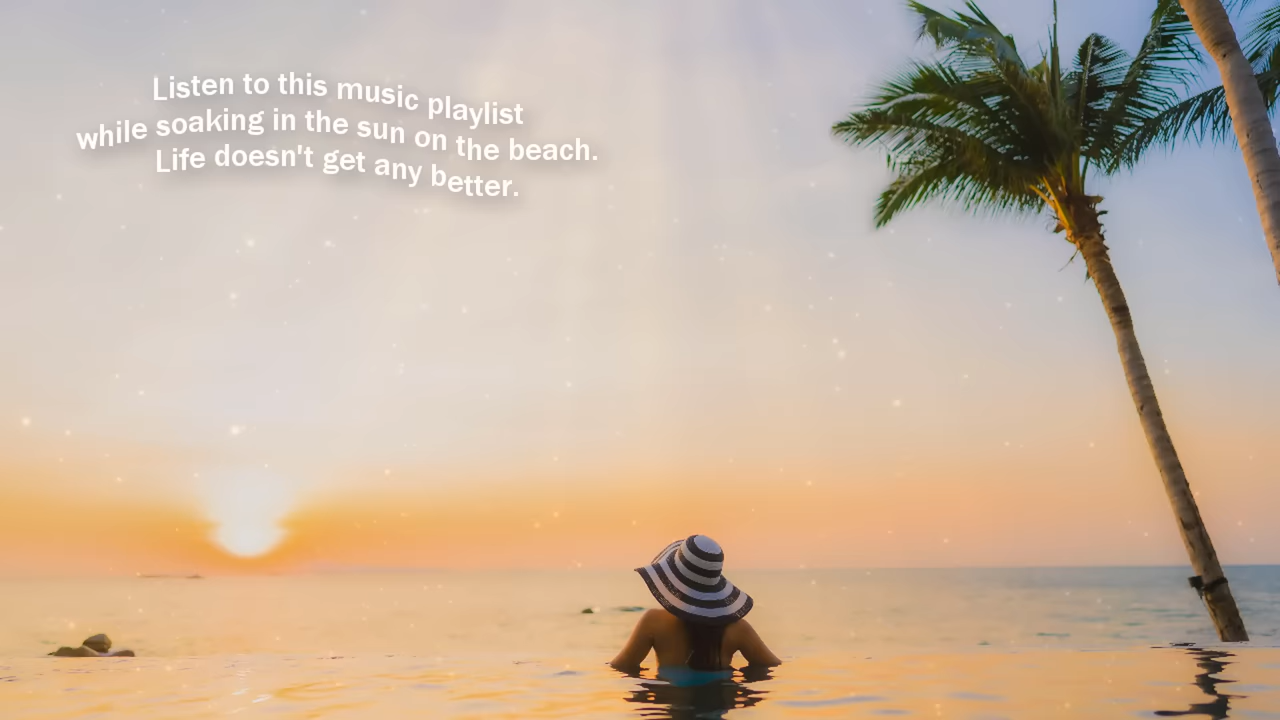 Listen to this music playlist
while soaking in the sun on the beach.
Life doesn't get any better.